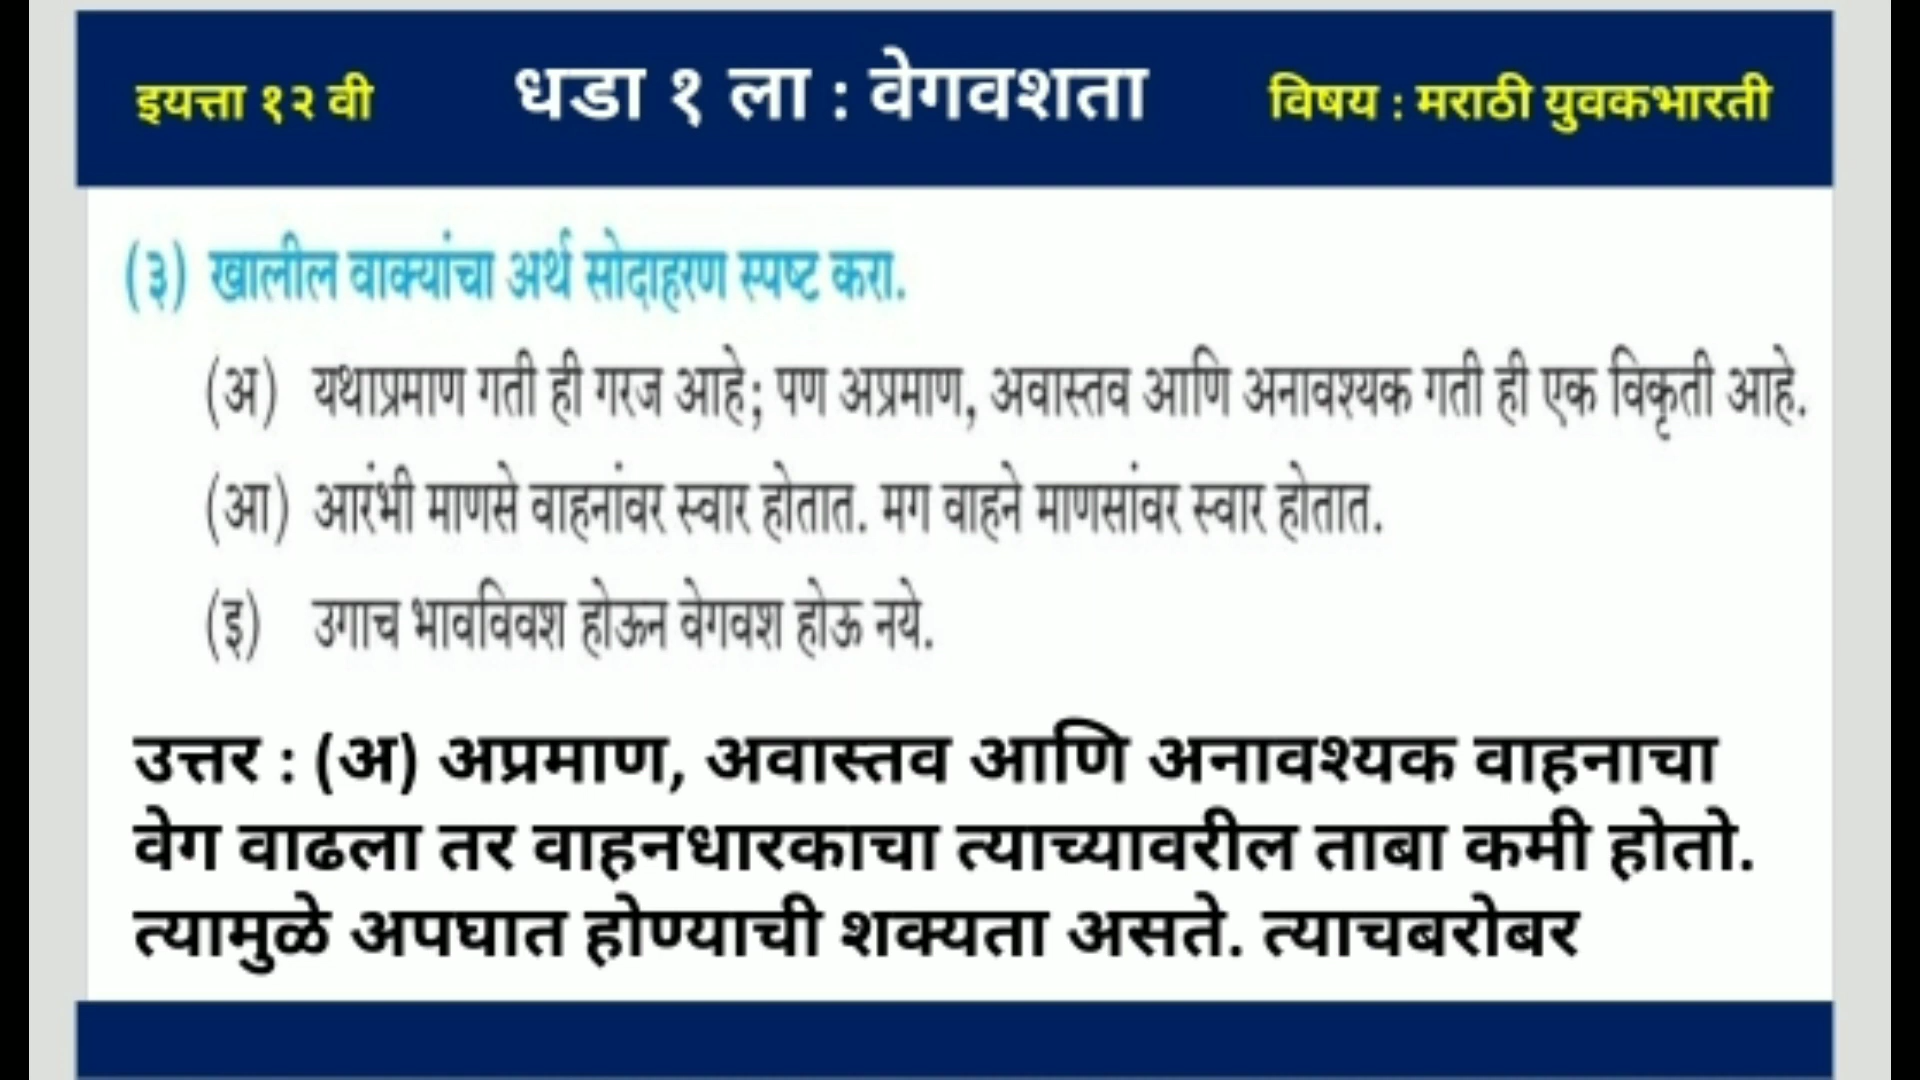 इयत्ता १२ वी धडा १ ला : वेगवशता विषय : मराठी युवकभारती
(३) खालील वाक्यांचा अर्थ सोदाहरण स्पष्ट करा.
(अ) यथाप्रमाण गती ही गरज आहे; पण अप्रमाण, अवास्तव आणि अनावश्यक गती ही एक विकृती आहे.
(आ) आरंभी माणसे वाहनांवर स्वार होतात. मग वाहने माणसांवर स्वार होतात.
(इ) उगाच भावविवश होऊन वेगवश होऊ नये.
उत्तर : (अ) अप्रमाण, अवास्तव आणि अनावश्यक वाहनाचा
वेग वाढला तर वाहनधारकाचा त्याच्यावरील ताबा कमी होतो.
त्यामुळे अपघात होण्याची शक्यता असते. त्याचबरोबर